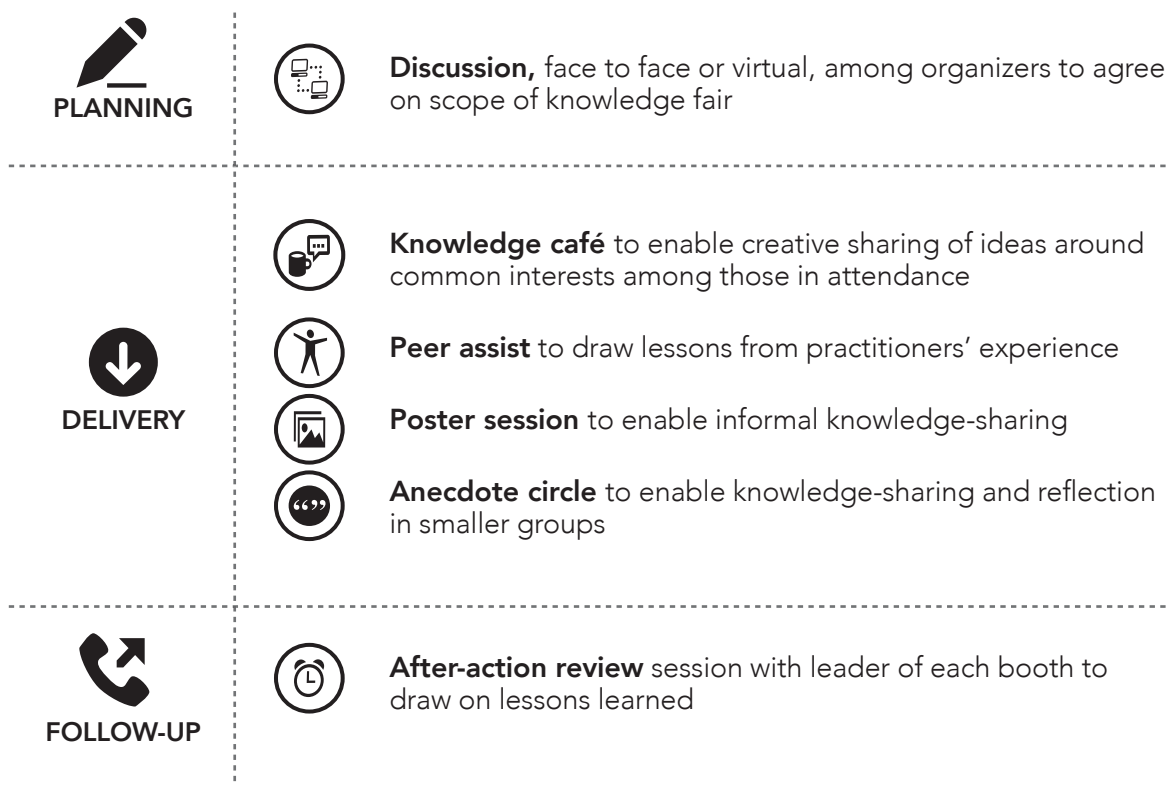 PLANNING
Discussion, face to face or virtual, among organizers to agree
on scope of knowledge fair
DELIVERY
Knowledge café to enable creative sharing of ideas around
common interests among those in attendance
Peer assist to draw lessons from practitioners’ experience
Poster session to enable informal knowledge-sharing
Anecdote circle to enable knowledge-sharing and reflection
in smaller groups
FOLLOW-UP
After-action review session with leader of each booth to
draw on lessons learned